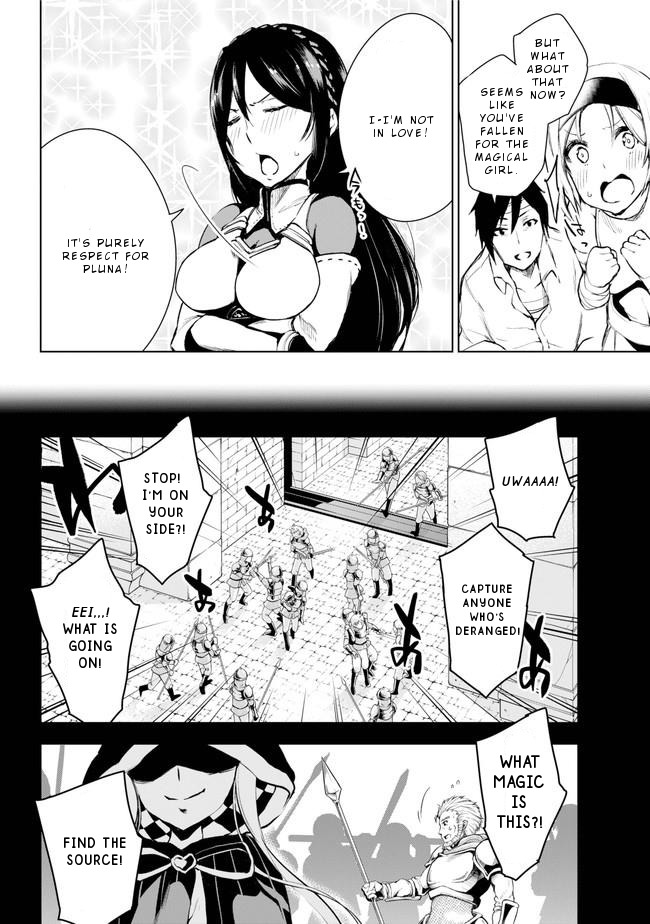 BUT
WHAT
ABOUT
THAT
NOW?
SEEMS
LIKE
YOU'VE
FALLEN
FOR THE
MAGICAL
GIRL.
I-I'M NOT
IN LOVE!
IT'S PURELY
RESPECT FOR
PLUNA!
UWAAAA!
CAPTURE
ANYONE
WHO'S
DERANGED!
STOP!
I'M ON
YOUR
SIDE?!
EEI,,,!
WHAT IS
GOING
ON!
WHAT
MAGIC
IS
THIS?!
FIND THE
SOURCE!